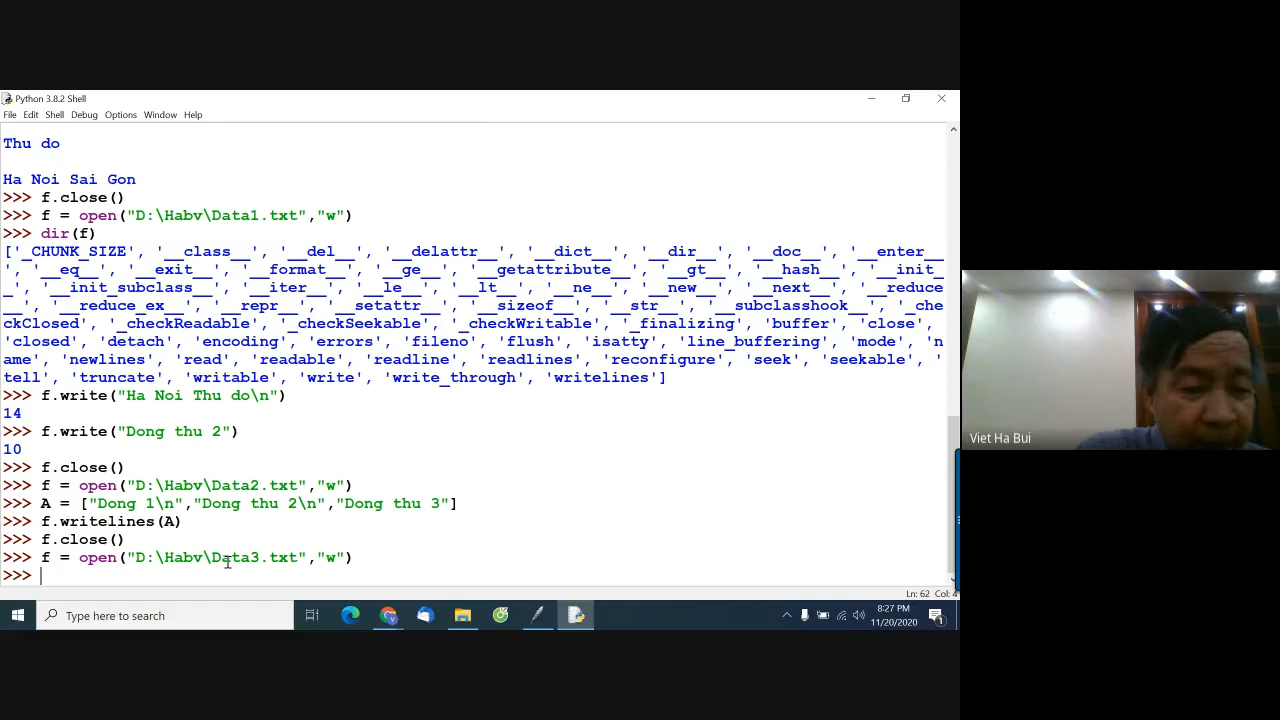 Python 3.8.2 Shell
File Edit Shell Debug Options Window Help
Thu do
Ha Noi Sai Gon
>>> f.close()
>>> f = open("D:\Habv\Data1.txt","w")
>>> dir(f)
['_CHUNK_SIZE', '__class__', '__del__', '__delattr__', '__dict__', '__dir__', '__doc__', '__enter__
', '__eq__', '__exit__', '__format__', '__ge__', '__getattribute__', '__gt__', '__hash__', '__init_
_', '__init_subclass__', '__iter__', '__le__', '__lt__', '__ne__', '__new__', '__next__', '__reduce
__', '__reduce_ex__', '__repr__', '__setattr__', '__sizeof__', '__str__', '__subclasshook__', '_che
ckClosed', '_checkReadable', '_checkSeekable', '_checkWritable', '_finalizing', 'buffer', 'close',
'closed', 'detach', 'encoding', 'errors', 'fileno', 'flush', 'isatty', 'line_buffering', 'mode', 'n
ame', 'newlines', 'read', 'readable', 'readline', 'readlines', 'reconfigure', 'seek', 'seekable', '
tell', 'truncate', 'writable', 'write', 'write_through', 'writelines']
>>> f.write("Ha Noi Thu do\n")
14
>>> f.write("Dong thu 2")
10
>>> f.close()
>>> f = open("D:\Habv\Data2.txt","w")
>>> A = ["Dong 1\n","Dong thu 2\n","Dong thu 3"]
>>> f.writelines(A)
>>> f.close()
>>> f = open("D:\Habv\Data3.txt","w")
>>>
Ln: 62 Col: 4
Type here to search
8:27 PM
11/20/2020
1
Viet Ha Bui